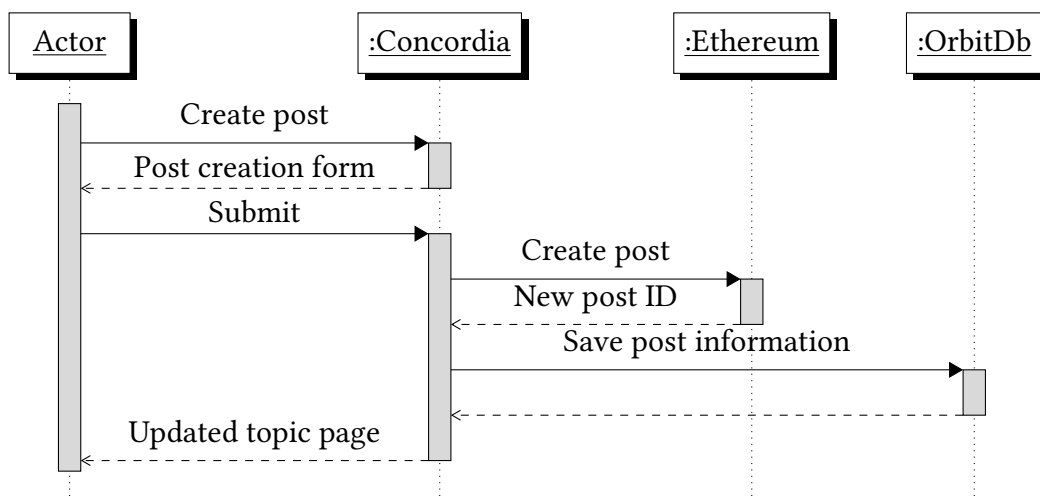 Actor
:Concordia
:Ethereum
:OrbitDb
Create post
Post creation form
Submit
Create post
New post ID
Save post information
Updated topic page